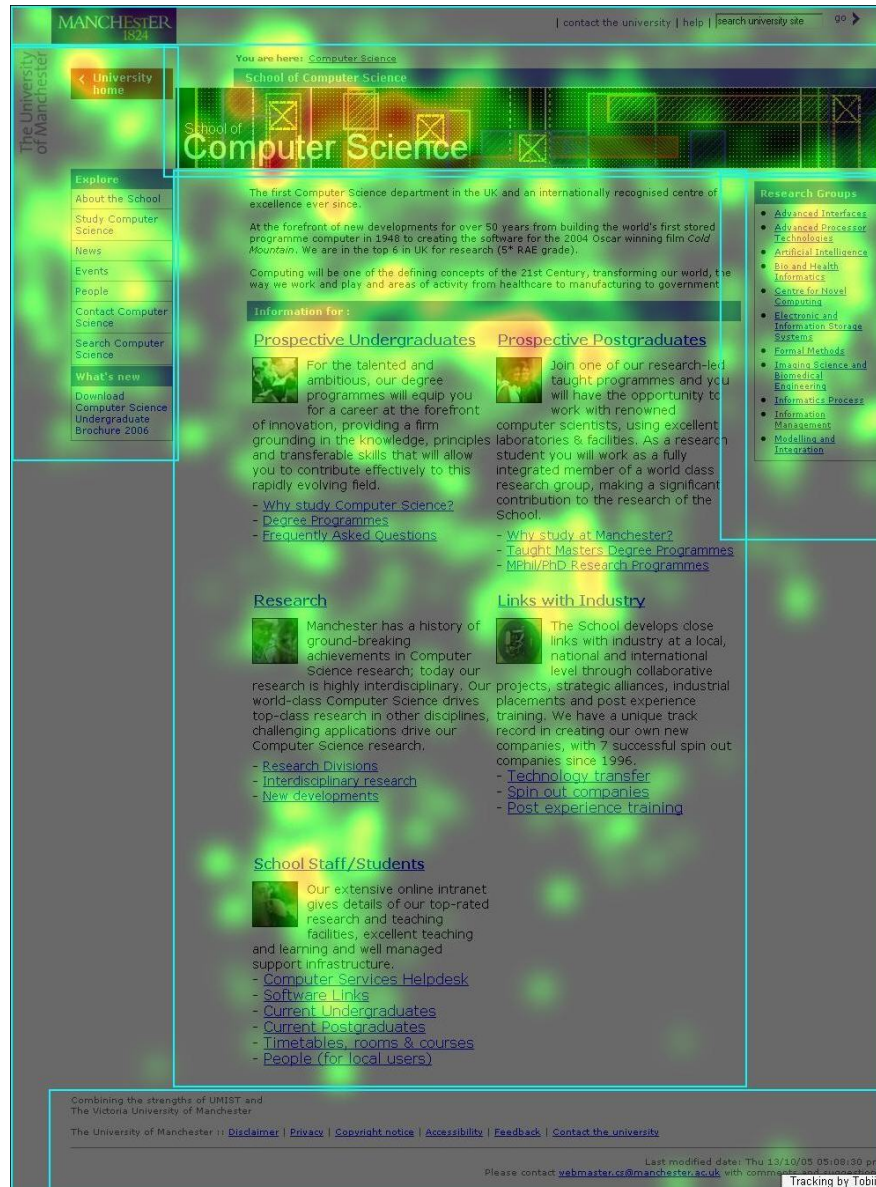 MANCHESTER
1824
| contact the university | help | search university site go
The University
of Manchester
University
home
You are here: Computer Science
School of Computer Science
School of
Computer Science
Explore
About the School
Study Computer
Science
News
Events
People
Contact Computer
Science
Search Computer
Science
What's new
Download
Computer Science
Undergraduate
Brochure 2006
The first Computer Science department in the UK and an internationally recognised centre of
excellence ever since.
At the forefront of new developments for over 50 years from building the world's first stored
programme computer in 1948 to creating the software for the 2004 Oscar winning film Cold
Mountain. We are in the top 6 in UK for research (5* RAE grade).
Computing will be one of the defining concepts of the 21st Century, transforming our world, the
way we work and play and areas of activity from healthcare to manufacturing to government
Information for :
Prospective Undergraduates
For the talented and
ambitious, our degree
programmes will equip you
for a career at the forefront
of innovation, providing a firm
grounding in the knowledge, principles
and transferable skills that will allow
you to contribute effectively to this
rapidly evolving field.
- Why study Computer Science?
- Degree Programmes
- Frequently Asked Questions
Prospective Postgraduates
Join one of our research-led
taught programmes and you
will have the opportunity to
work with renowned
computer scientists, using excellent
laboratories & facilities. As a research
student you will work as a fully
integrated member of a world class
research group, making a significant
contribution to the research of the
School.
- Why study at Manchester?
- Taught Masters Degree Programmes
- MPhil/PhD Research Programmes
Research
Manchester has a history of
ground-breaking
achievements in Computer
Science research; today our
research is highly interdisciplinary. Our
world-class Computer Science drives
top-class research in other disciplines,
challenging applications drive our
Computer Science research.
- Research Divisions
- Interdisciplinary research
- New developments
Links with Industry
The School develops close
links with industry at a local,
national and international
level through collaborative
projects, strategic alliances, industrial
placements and post experience
training. We have a unique track
record in creating our own new
companies, with 7 successful spin out
companies since 1996.
- Technology transfer
- Spin out companies
- Post experience training
School Staff/Students
Our extensive online intranet
gives details of our top-rated
research and teaching
facilities, excellent teaching
and learning and well managed
support infrastructure.
- Computer Services Helpdesk
- Software Links
- Current Undergraduates
- Current Postgraduates
- Timetables, rooms & courses
- People (for local users)
Research Groups
• Advanced Interfaces
• Advanced Processor
Technologies
• Artificial Intelligence
• Bio and Health
Informatics
• Centre for Novel
Computing
• Electronic and
Information Storage
Systems
• Formal Methods
• Imaging Science and
Biomedical
Engineering
• Informatics Process
• Information
Management
• Modelling and
Integration
Combining the strengths of UMIST and
The Victoria University of Manchester
The University of Manchester :: Disclaimer | Privacy | Copyright notice | Accessibility | Feedback | Contact the university
Last modified date: Thu 13/10/05 05:08:30 pm
Please contact webmaster.cs@manchester.ac.uk with comments and suggestion
Tracking by Tobii